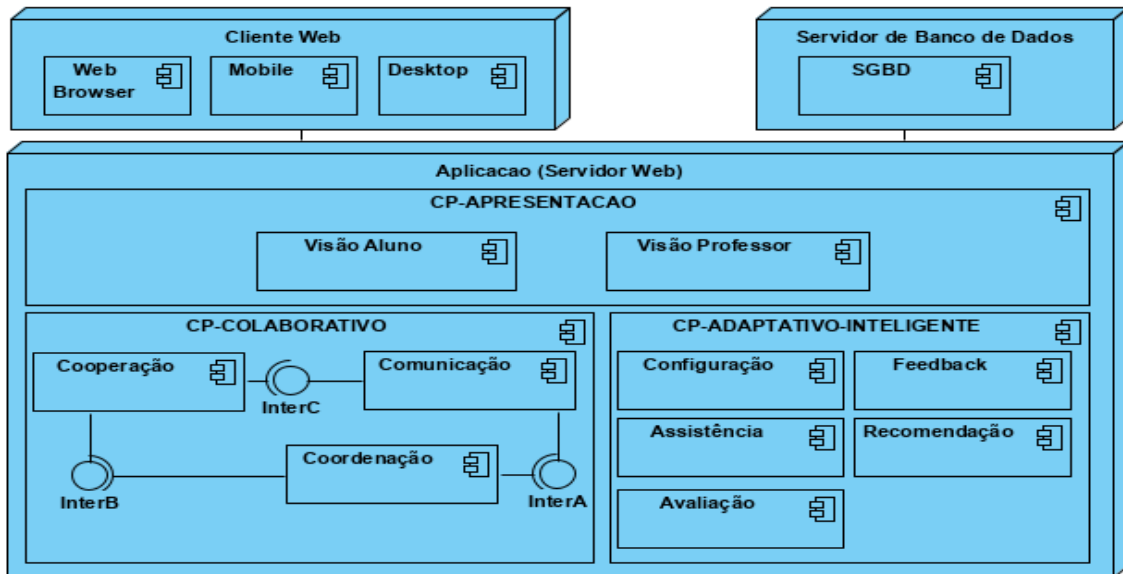 Cliente Web
Web
Browser
Mobile
Desktop
Servidor de Banco de Dados
SGBD
Aplicacao (Servidor Web)
CP-APRESENTACAO
Visão Aluno
Visão Professor
CP-COLABORATIVO
Cooperação
Comunicação
InterC
Coordenação
InterB
InterA
CP-ADAPTATIVO-INTELIGENTE
Configuração
Feedback
Assistência
Recomendação
Avaliação